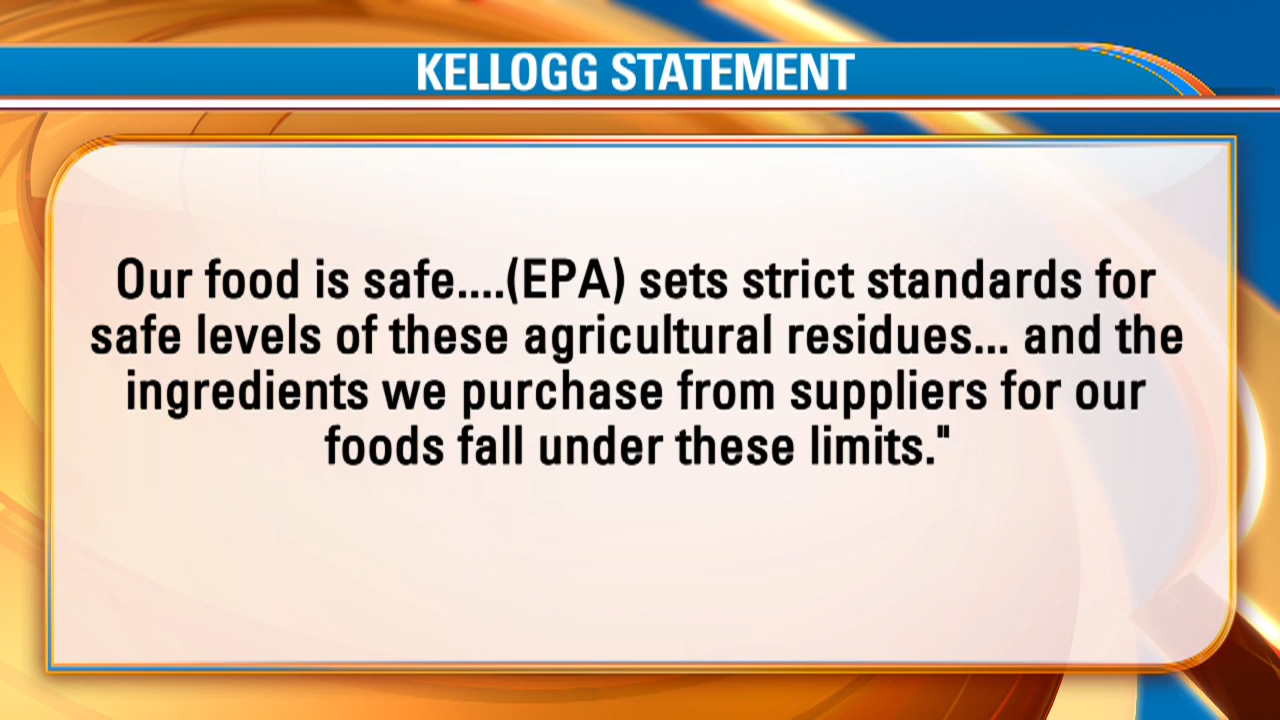 KELLOGG STATEMENT
Our food is safe....(EPA) sets strict standards for
safe levels of these agricultural residues... and the
ingredients we purchase from suppliers for our
foods fall under these limits."